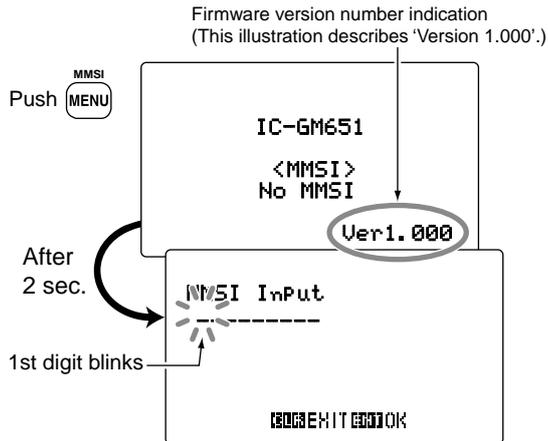 Firmware version number indication
(This illustration describes ‘Version 1.000’.)
MMSI
Push MENU
IC-GM651
<MMSI>
No MMSI
Ver1.000
After
2 sec.
MMSI InPut
----------
1st digit blinks
EXIT OK